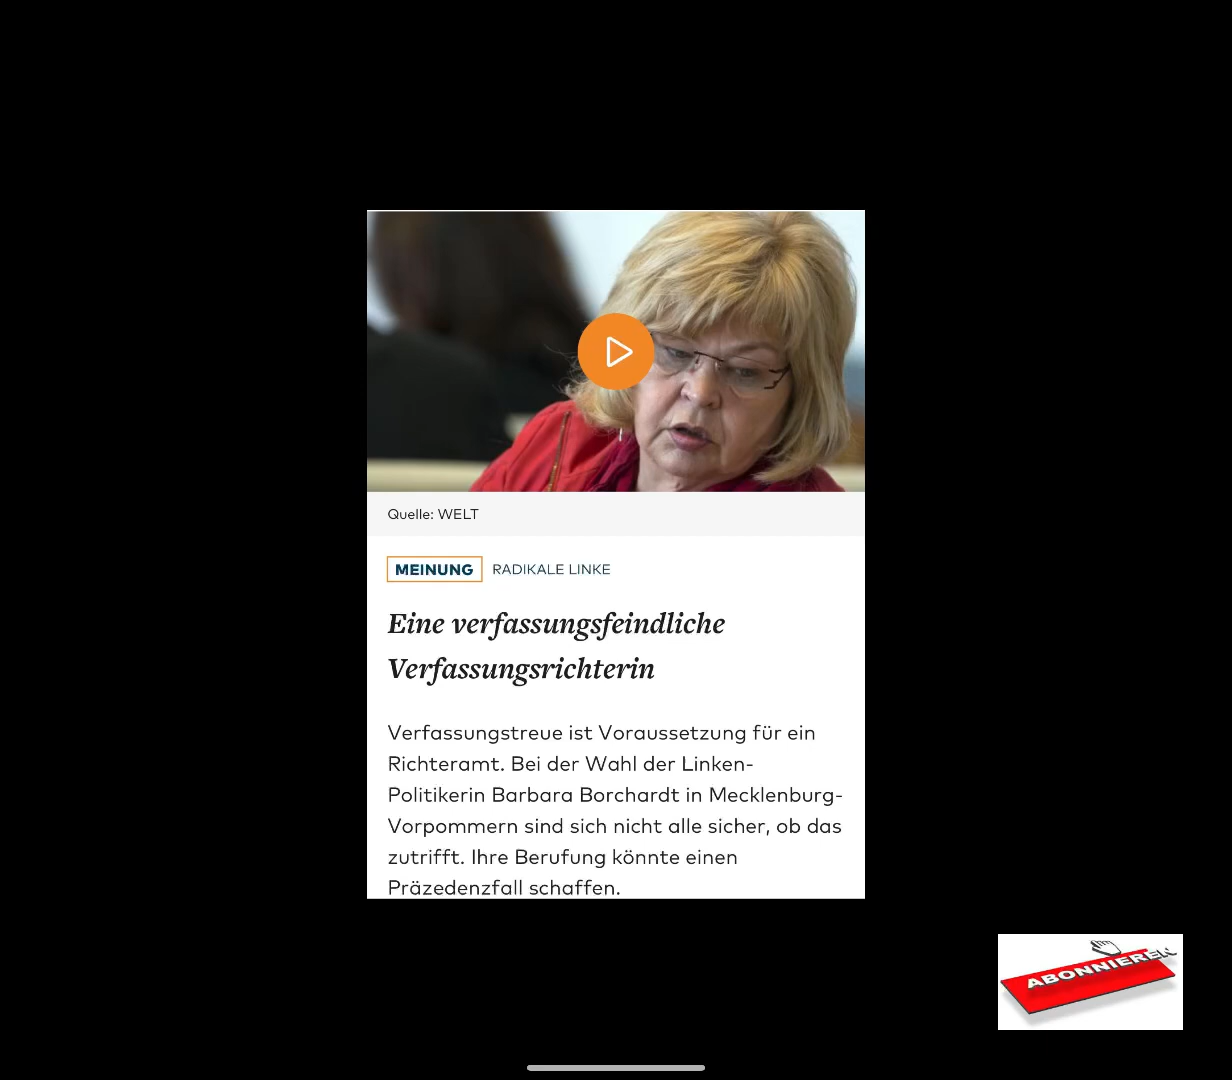 Quelle: WELT
MEINUNG RADIKALE LINKE
Eine verfassungsfeindliche
Verfassungsrichterin
Verfassungstreue ist Voraussetzung für ein
Richteramt. Bei der Wahl der Linken-
Politikerin Barbara Borchardt in Mecklenburg-
Vorpommern sind sich nicht alle sicher, ob das
zutrifft. Ihre Berufung könnte einen
Präzedenzfall schaffen.
ABONNIEREN